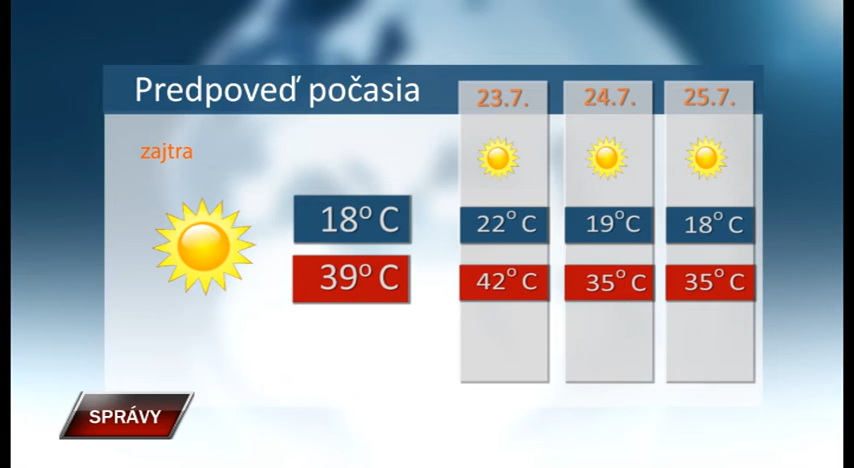 Predpoveď počasia
zajtra
18° C
39° C
23.7.
22° C
42° C
24.7.
19°C
35° C
25.7.
18° C
35° C
SPRÁVY